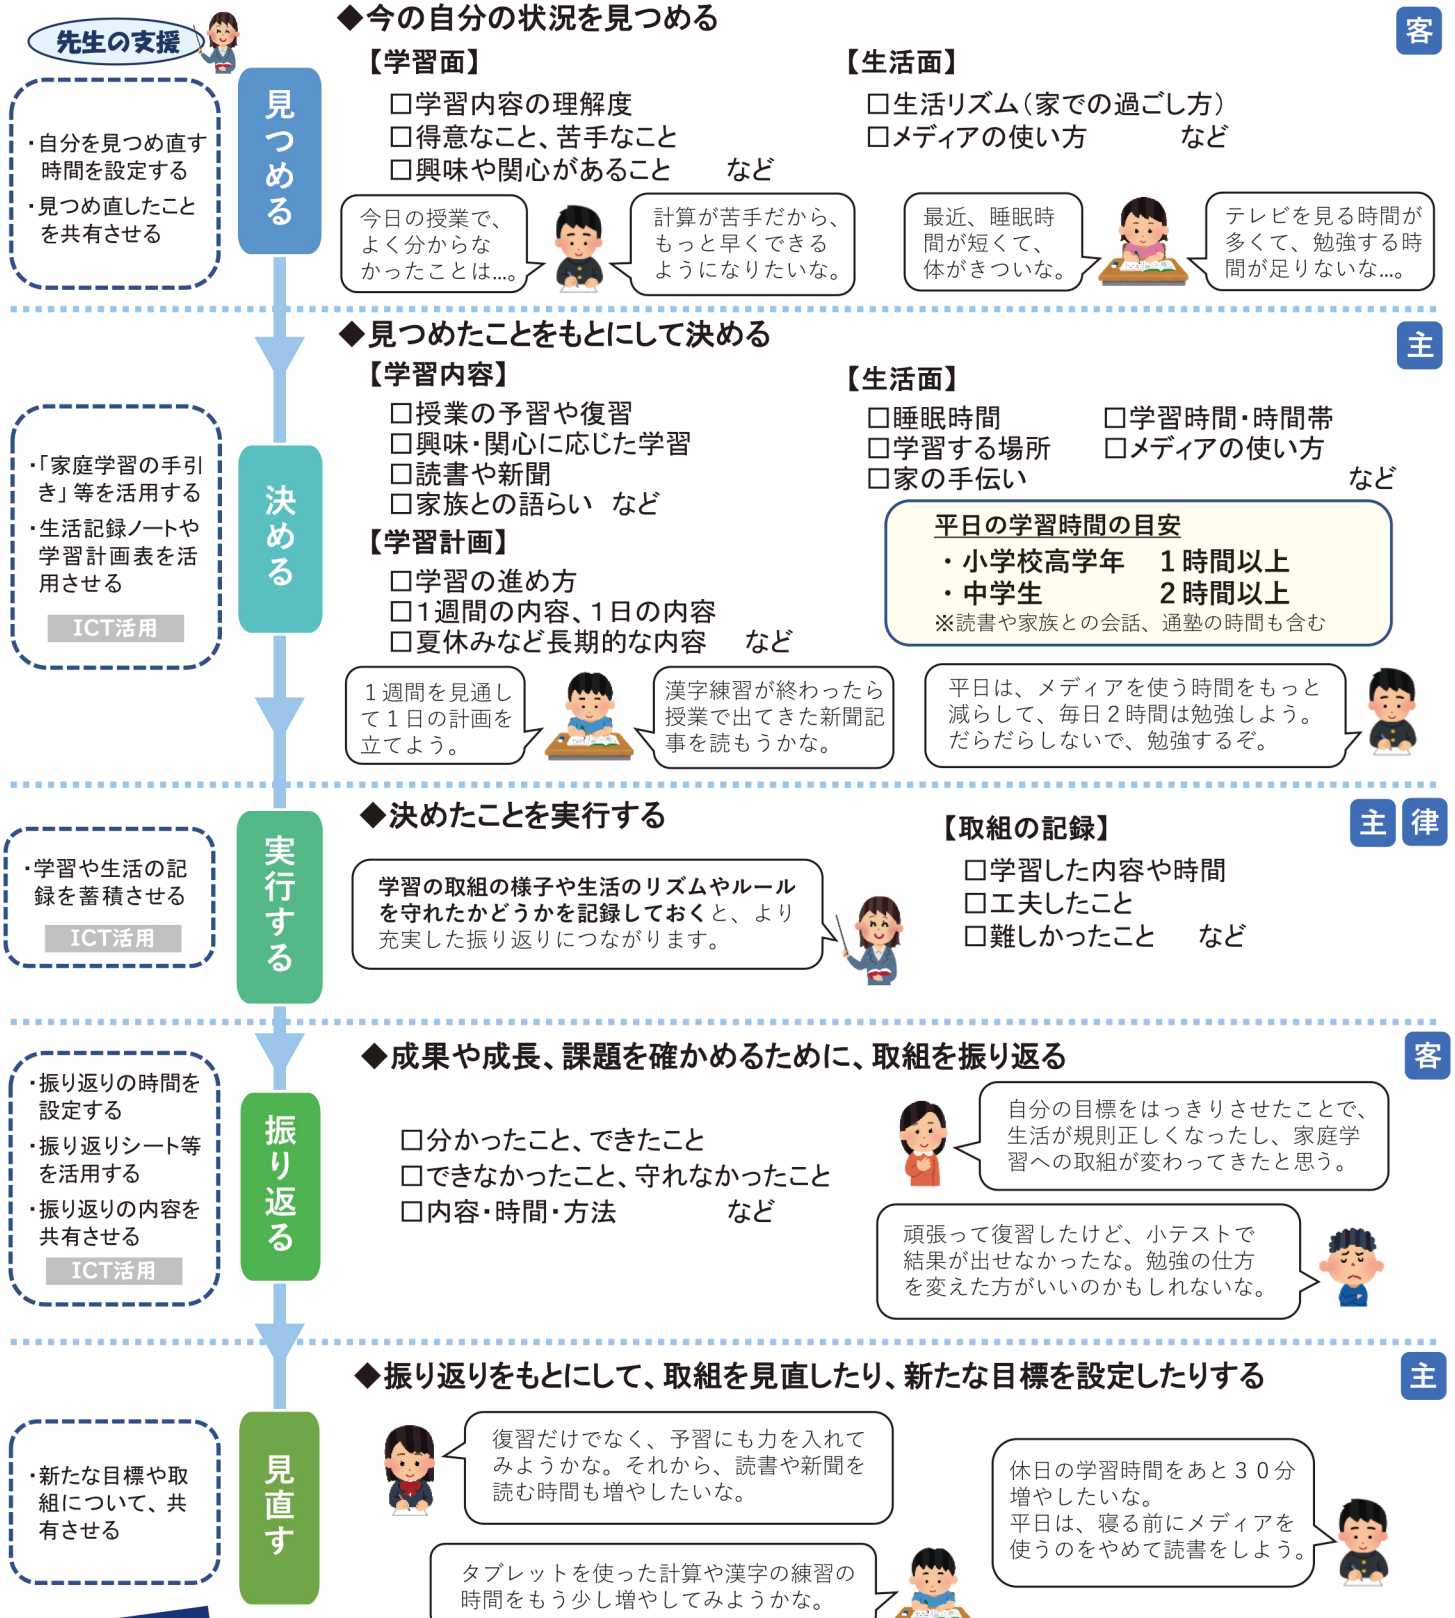 先生の支援
◆今の自分の状況を見つめる
客
見つめる
・自分を見つめ直す
時間を設定する
・見つめ直したこと
を共有させる
【学習面】
□学習内容の理解度
□得意なこと、苦手なこと
□興味や関心があること　など
【生活面】
□生活リズム（家での過ごし方）
□メディアの使い方　など
今日の授業で、
よく分からな
かったことは…。
計算が苦手だから、
もっと早くできる
ようになりたいな。
最近、睡眠時
間が短くて、
体がきついな。
テレビを見る時間が
多くて、勉強する時
間が足りないな…。
◆見つめたことをもとにして決める
主
決める
・「家庭学習の手引
き」等を活用する
・生活記録ノートや
学習計画表を活
用させる
ICT活用
【学習内容】
□授業の予習や復習
□興味・関心に応じた学習
□読書や新聞
□家族との語らい　など
【学習計画】
□学習の進め方
□１週間の内容、１日の内容
□夏休みなど長期的な内容　など
【生活面】
□睡眠時間　□学習時間・時間帯
□学習する場所　□メディアの使い方
□家の手伝い　など
平日の学習時間の目安
・小学校高学年　１時間以上
・中学生　２時間以上
※読書や家族との会話、通塾の時間も含む
１週間を見通し
て１日の計画を
立てよう。
漢字練習が終わったら
授業で出てきた新聞記
事を読もうかな。
平日は、メディアを使う時間をもっと
減らして、毎日２時間は勉強しよう。
だらだらしないで、勉強するぞ。
◆決めたことを実行する
主 律
実行する
・学習や生活の記
録を蓄積させる
ICT活用
学習の取組の様子や生活のリズムやルール
を守れたかどうかを記録しておくと、より
充実した振り返りにつながります。
【取組の記録】
□学習した内容や時間
□工夫したこと
□難しかったこと　など
◆成果や成長、課題を確かめるために、取組を振り返る
客
振り返る
・振り返りの時間を
設定する
・振り返りシート等
を活用する
・振り返りの内容を
共有させる
ICT活用
□分かったこと、できたこと
□できなかったこと、守れなかったこと
□内容・時間・方法　など
自分の目標をはっきりさせたことで、
生活が規則正しくなったし、家庭学
習への取組が変わってきたと思う。
頑張って復習したけど、小テストで
結果が出せなかったな。勉強の仕方
を変えた方がいいのかもしれないな。
◆振り返りをもとにして、取組を見直したり、新たな目標を設定したりする
主
見直す
・新たな目標や取
組について、共
有させる
復習だけでなく、予習にも力を入れて
みようかな。それから、読書や新聞を
読む時間も増やしたいな。
休日の学習時間をあと３０分
増やしたいな。
平日は、寝る前にメディアを
使うのをやめて読書をしよう。
タブレットを使った計算や漢字の練習の
時間をもう少し増やしてみようかな。